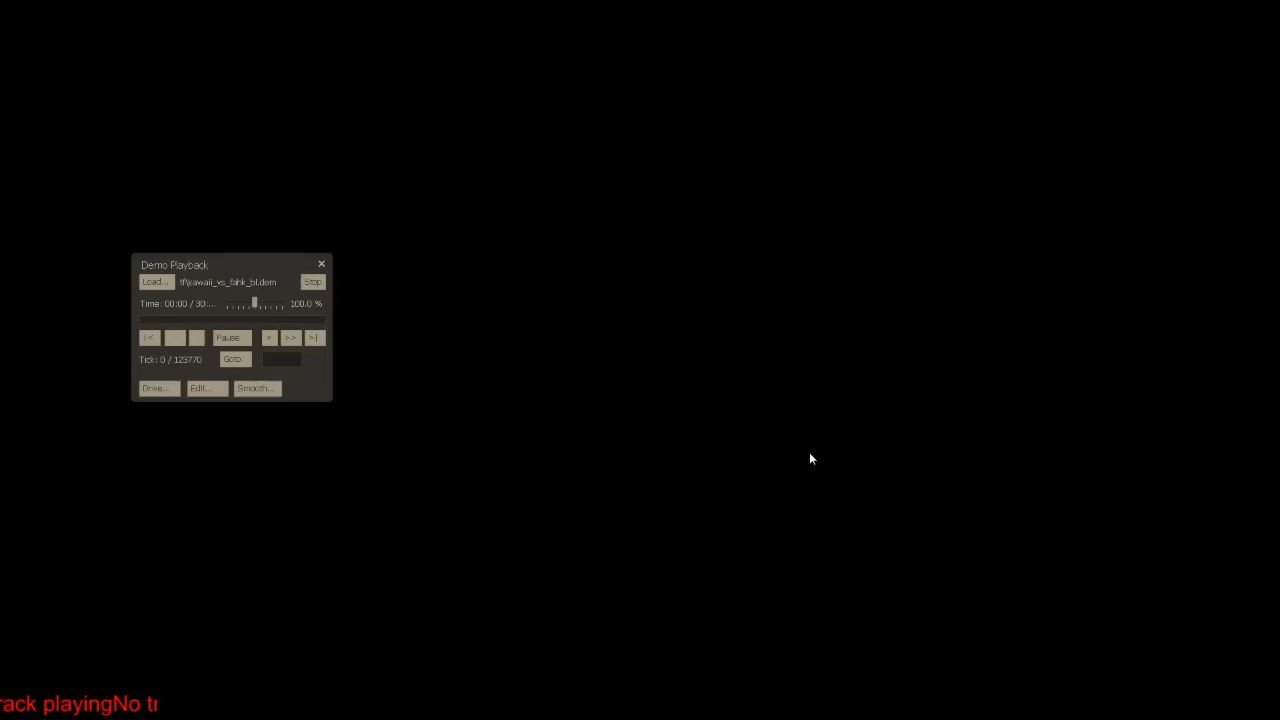 Demo Playback
Load... tf\kawaii_vs_fahk_bl.dem Stop
Time: 00:00 / 30:... 100.0 %
|< Pause > >> >|
Tick: 0 / 123770 Goto:
Drive... Edit... Smooth...
rack playingNo tr